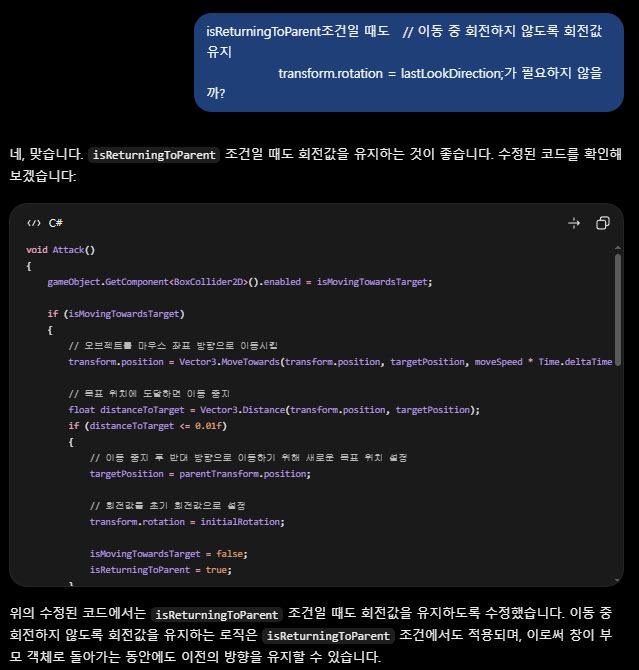 isReturningToParent조건일 때도   // 이동 중 회전하지 않도록 회전값
유지
transform.rotation = lastLookDirection;가 필요하지 않을
까?
네, 맞습니다. isReturningToParent 조건일 때도 회전값을 유지하는 것이 좋습니다. 수정된 코드를 확인해
보겠습니다:
</> C#
void Attack()
{
    gameObject.GetComponent<BoxCollider2D>().enabled = isMovingTowardsTarget;
    if (isMovingTowardsTarget)
    {
        // 오브젝트를 마우스 좌표 방향으로 이동시킴
        transform.position = Vector3.MoveTowards(transform.position, targetPosition, moveSpeed * Time.deltaTime
        // 목표 위치에 도달하면 이동 중지
        float distanceToTarget = Vector3.Distance(transform.position, targetPosition);
        if (distanceToTarget <= 0.01f)
        {
            // 이동 중지 후 반대 방향으로 이동하기 위해 새로운 목표 위치 설정
            targetPosition = parentTransform.position;
            // 회전값을 초기 회전값으로 설정
            transform.rotation = initialRotation;
            isMovingTowardsTarget = false;
            isReturningToParent = true;
        }
위의 수정된 코드에서는 isReturningToParent 조건일 때도 회전값을 유지하도록 수정했습니다. 이동 중
회전하지 않도록 회전값을 유지하는 로직은 isReturningToParent 조건에서도 적용되며, 이로써 창이 부
모 객체로 돌아가는 동안에도 이전의 방향을 유지할 수 있습니다.